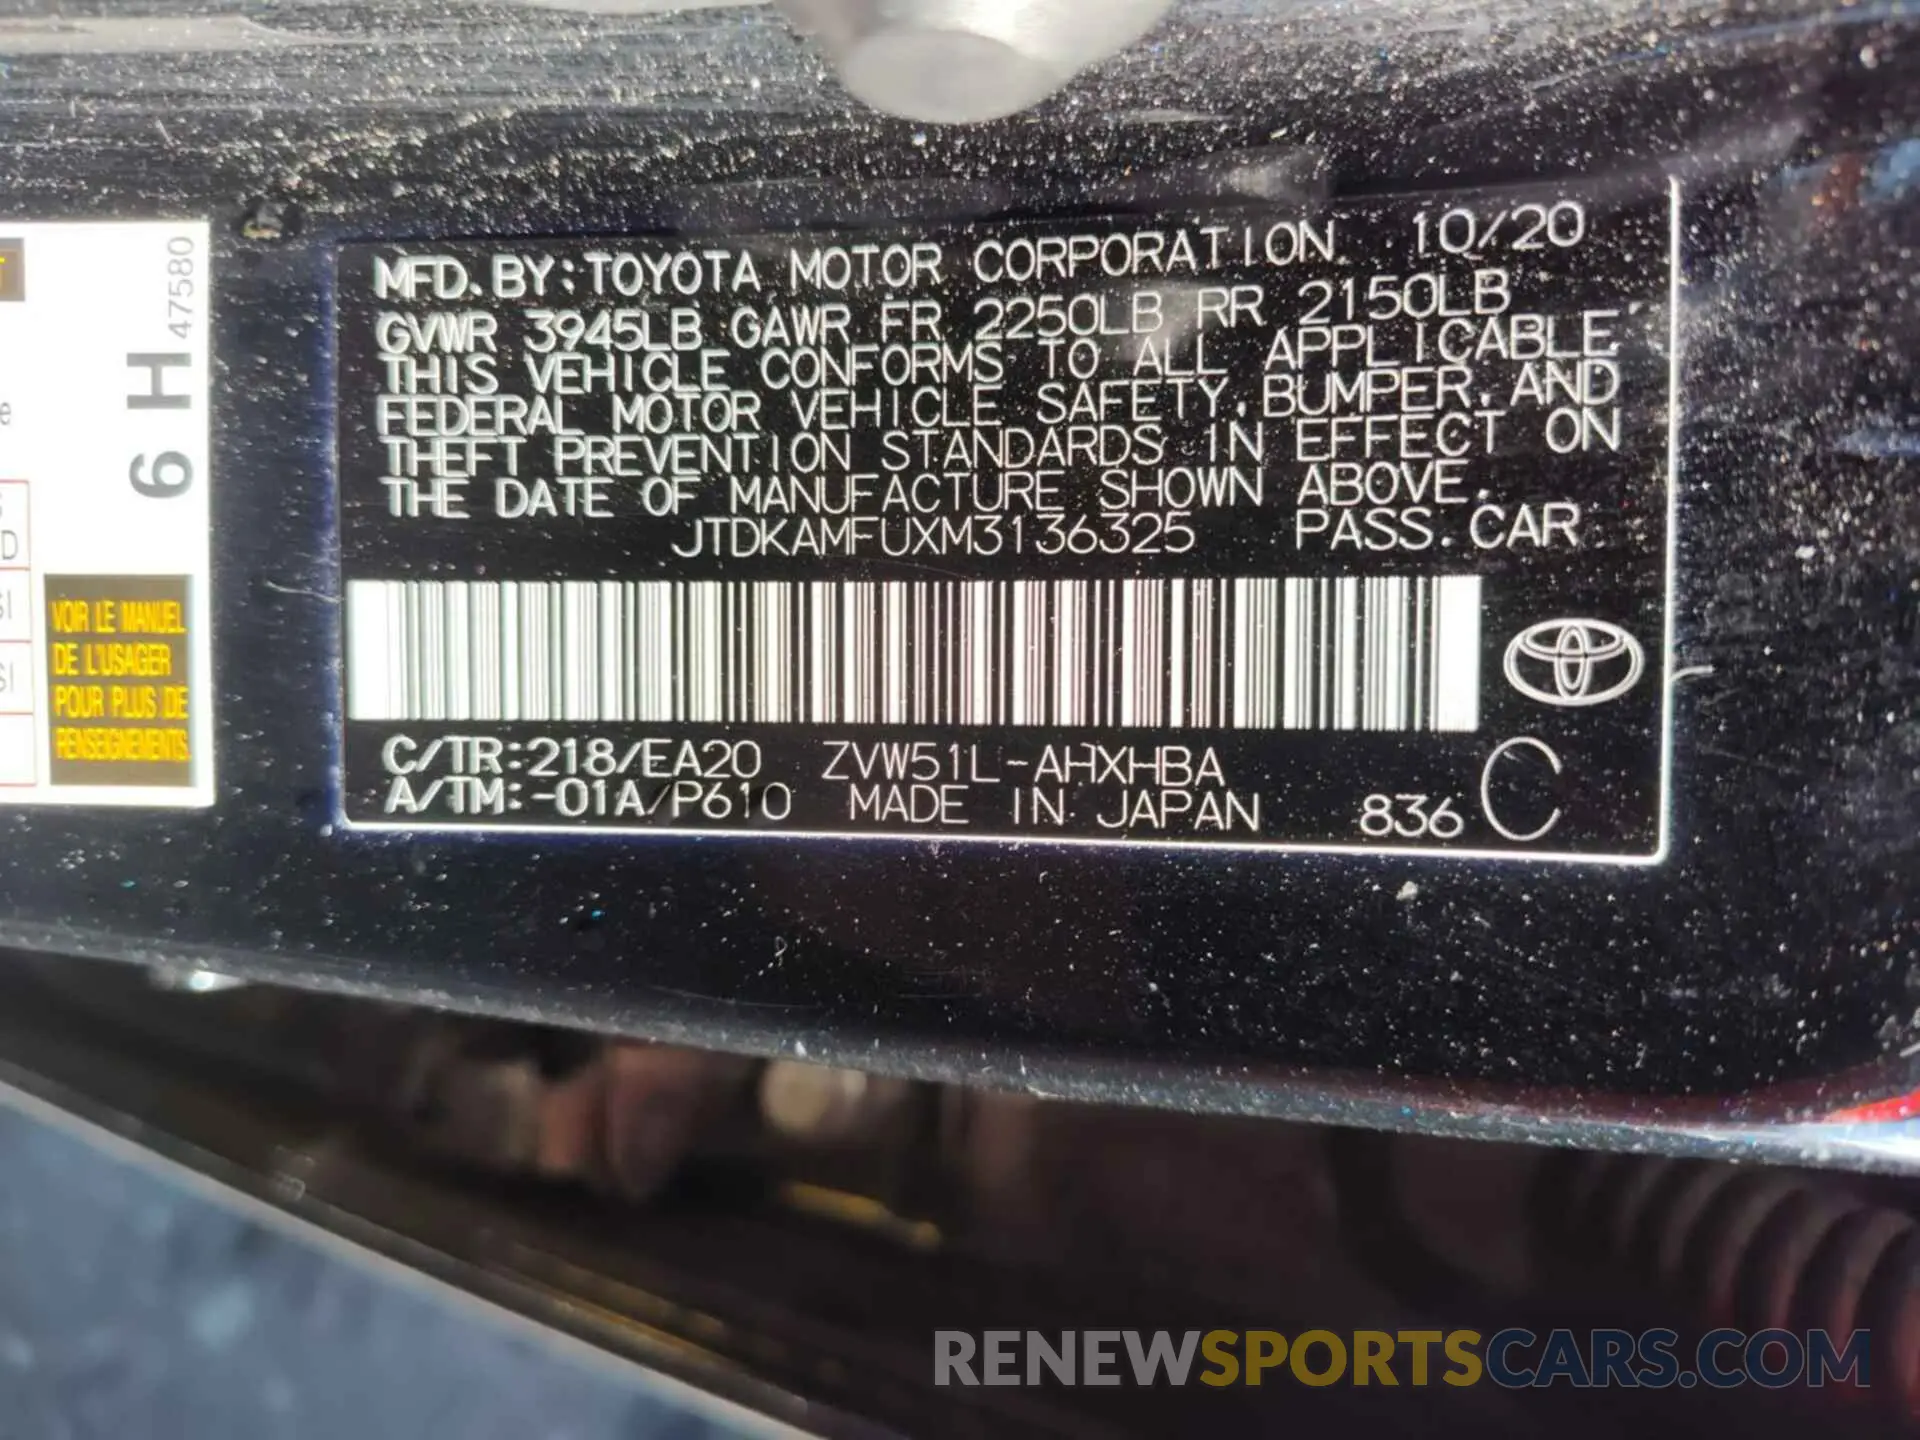 MFD. BY: TOYOTA MOTOR CORPORATION 10/20
GVWR 3945LB GAWR FR 2250LB RR 2150LB
THIS VEHICLE CONFORMS TO ALL APPLICABLE
FEDERAL MOTOR VEHICLE SAFETY, BUMPER, AND
THEFT PREVENTION STANDARDS IN EFFECT ON
THE DATE OF MANUFACTURE SHOWN ABOVE.
JTDKAMFUXM3136325 PASS. CAR
C/TR:218/EA20 ZVW51L-AHXHBA
A/TM:-01A/P610 MADE IN JAPAN 836 C
6 H 47580
VOIR LE MANUEL
DE L'USAGER
POUR PLUS DE
RENSEIGNEMENTS
RENEWSPORTSCARS.COM